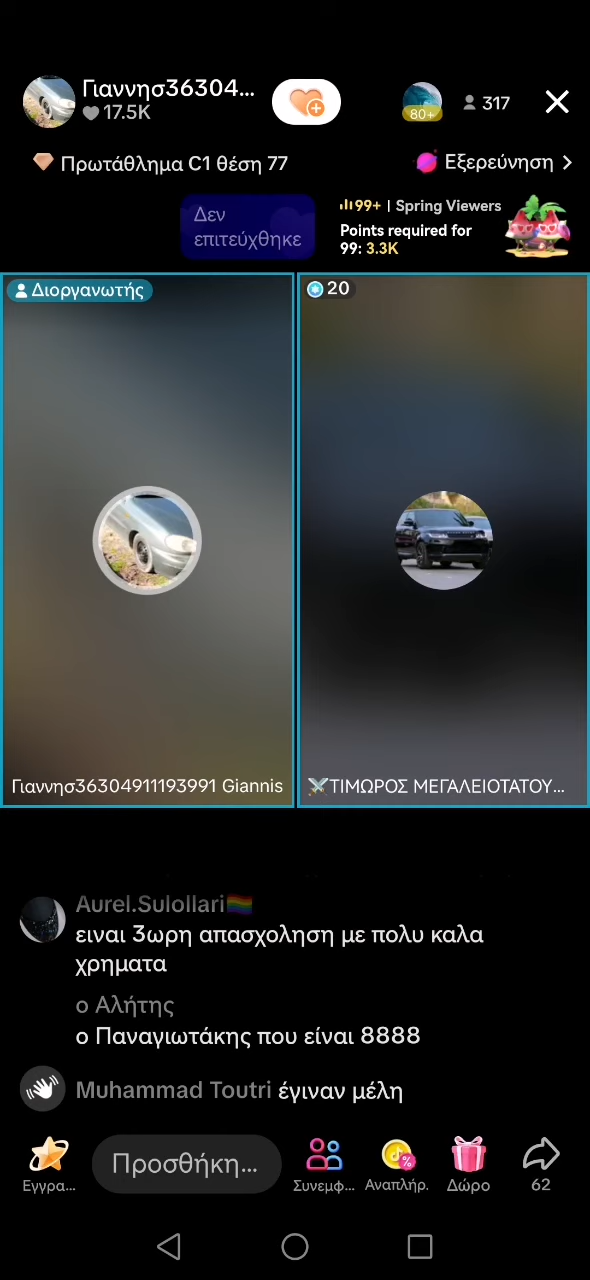 Γιαννησ36304...
17.5K
80+
317
Πρωτάθλημα C1 θέση 77
Εξερεύνηση
Δεν
επιτεύχθηκε
99+ | Spring Viewers
Points required for
99: 3.3K
Διοργανωτής
20
Γιαννησ36304911193991 Giannis
⚔️ΤΙΜΩΡΟΣ ΜΕΓΑΛΕΙΟΤΑΤΟΥ...
Aurel.Sulollari🏳️‍🌈
ειναι 3ωρη απασχοληση με πολυ καλα
χρηματα
ο Αλήτης
ο Παναγιωτάκης που είναι 8888
Muhammad Toutri έγιναν μέλη
Προσθήκη...
Εγγρα...
Συνεμφ...
Αναπλήρ.
Δώρο
62